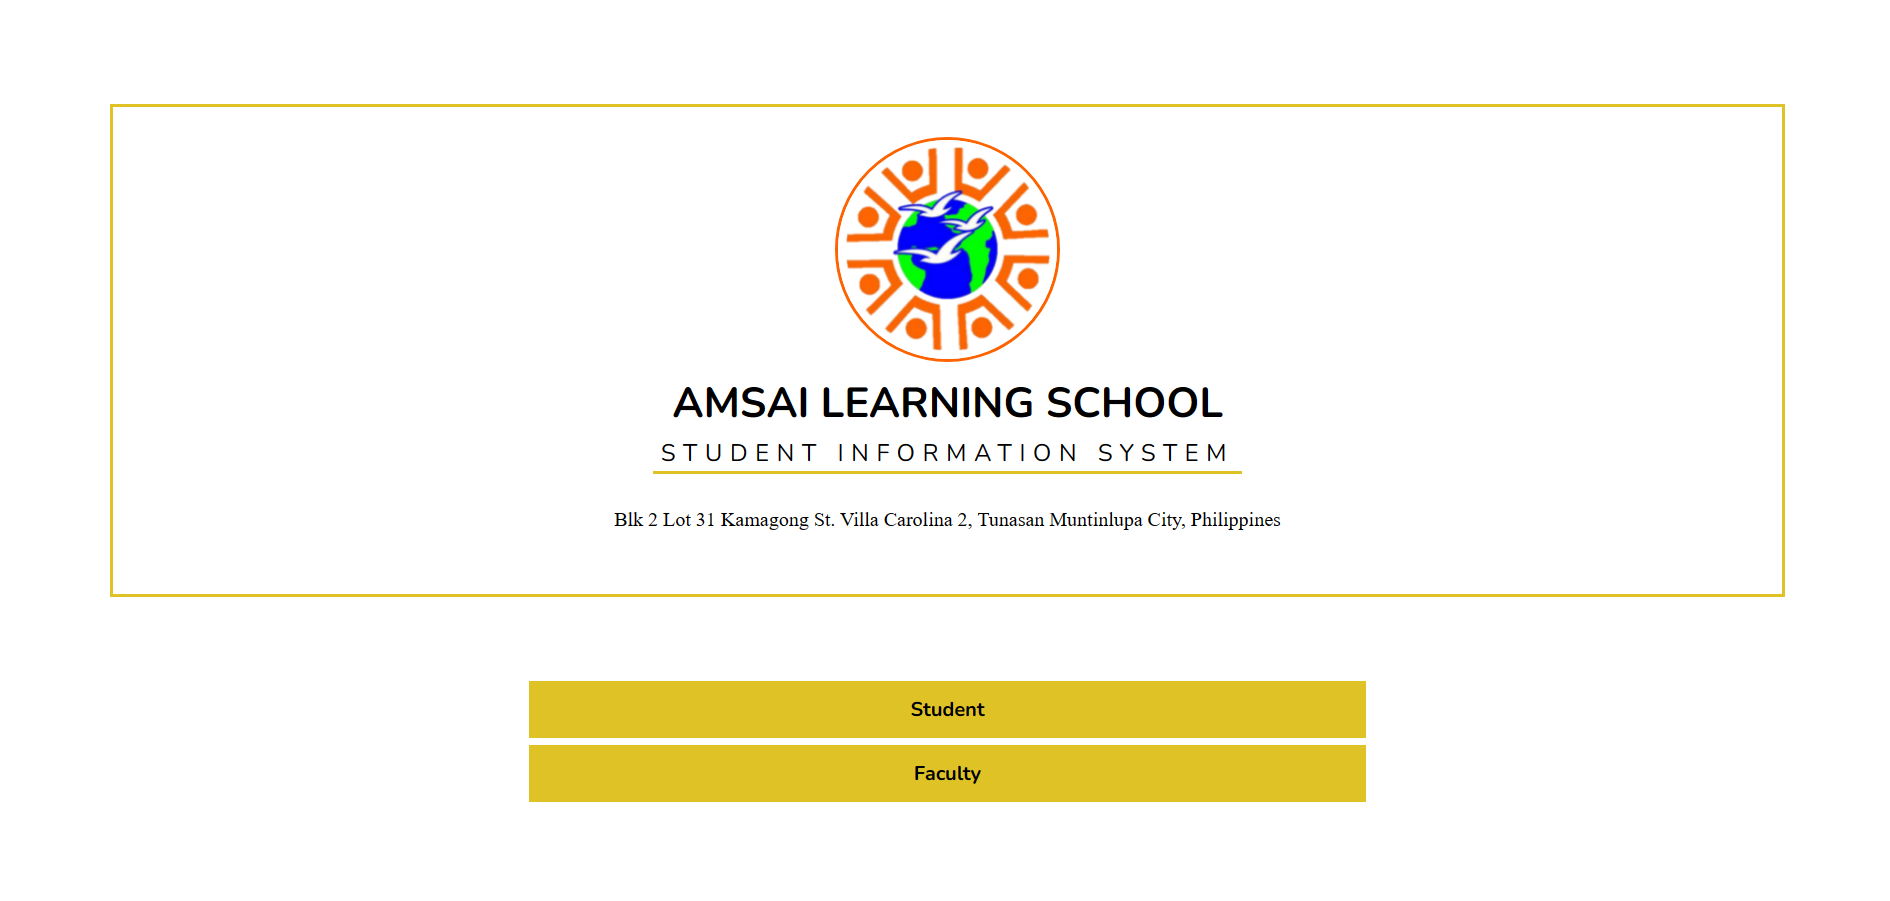 AMSAI LEARNING SCHOOL
STUDENT INFORMATION SYSTEM
Blk 2 Lot 31 Kamagong St. Villa Carolina 2, Tunasan Muntinlupa City, Philippines
Student
Faculty